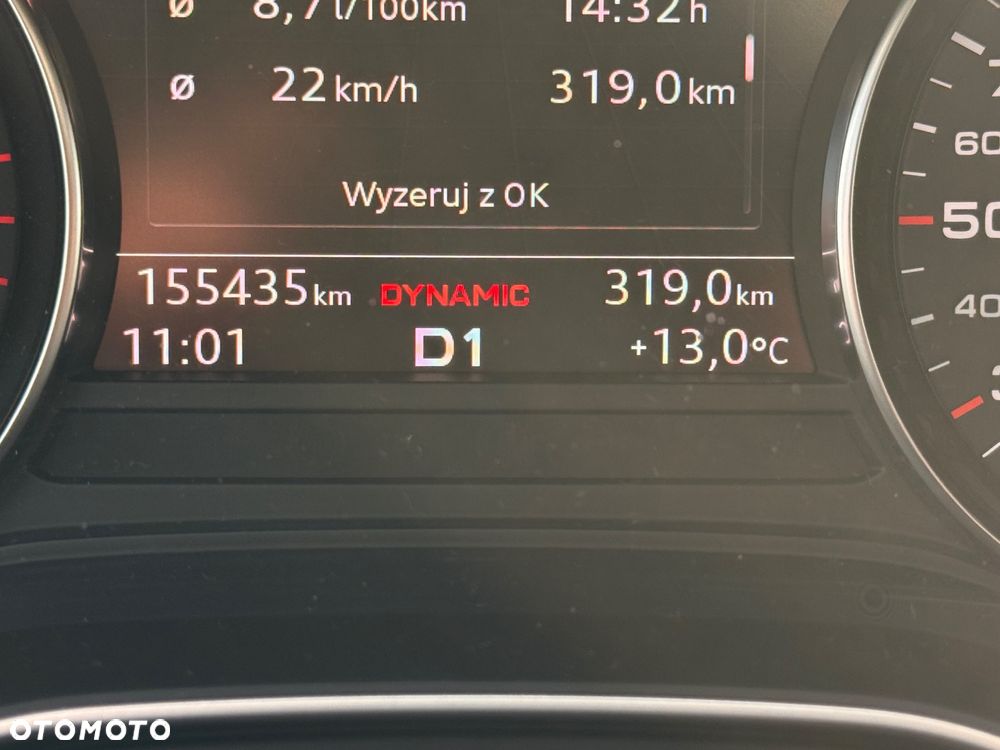 ø 8,7 l/100km 14:32 h
ø 22 km/h 319,0 km
Wyzeruj z OK
155435 km DYNAMIC 319,0 km
11:01 D1 +13,0°C
60
50
40
OTOMOTO